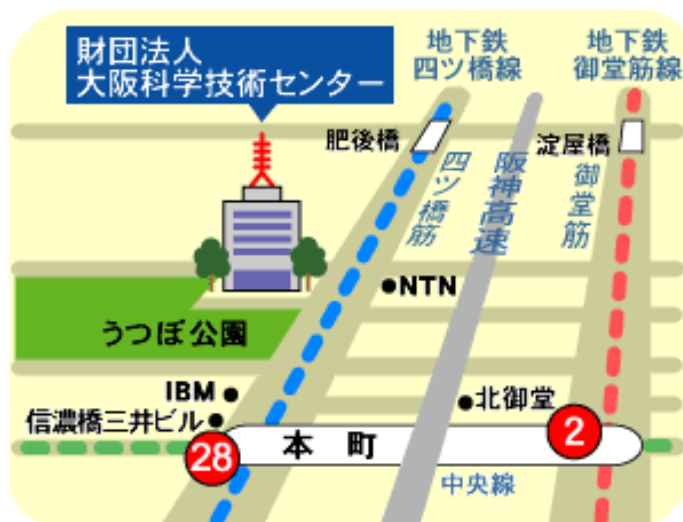 財団法人
大阪科学技術センター
地下鉄
四ツ橋線
地下鉄
御堂筋線
肥後橋
淀屋橋
四ツ橋筋
阪神高速
御堂筋
NTN
うつぼ公園
IBM
北御堂
信濃橋三井ビル
28
本町
2
中央線